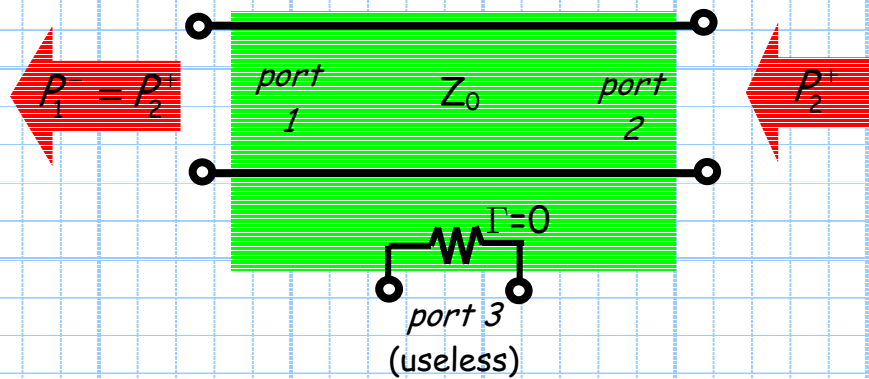 port
1
Z₀
port
2
P₁⁻ = P₂⁺
P₂⁺
Γ=0
port 3
(useless)